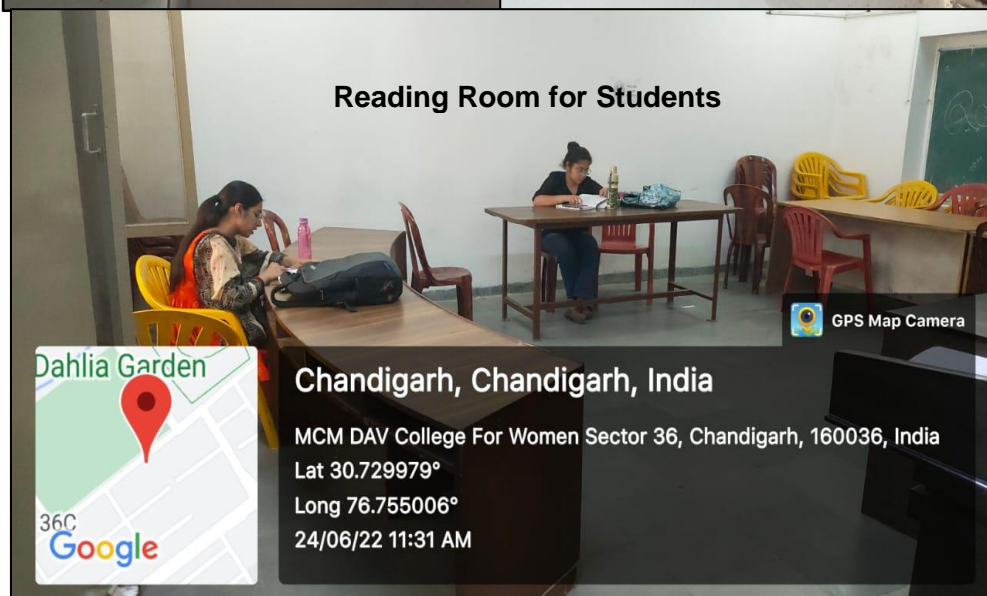 Reading Room for Students
GPS Map Camera
Dahlia Garden
36C
Google
Chandigarh, Chandigarh, India
MCM DAV College For Women Sector 36, Chandigarh, 160036, India
Lat 30.729979°
Long 76.755006°
24/06/22 11:31 AM